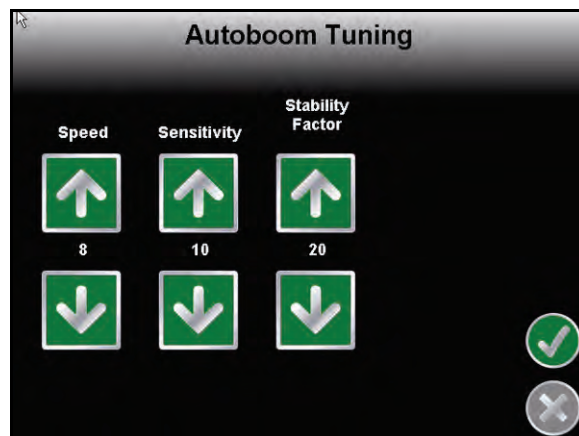 Autoboom Tuning
Speed
Sensitivity
Stability
Factor
8
10
20